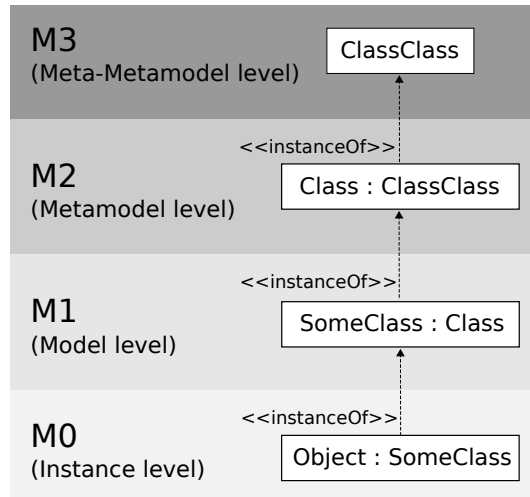 M3
(Meta-Metamodel level)
ClassClass
<<instanceOf>>
M2
(Metamodel level)
Class : ClassClass
<<instanceOf>>
M1
(Model level)
SomeClass : Class
<<instanceOf>>
M0
(Instance level)
Object : SomeClass